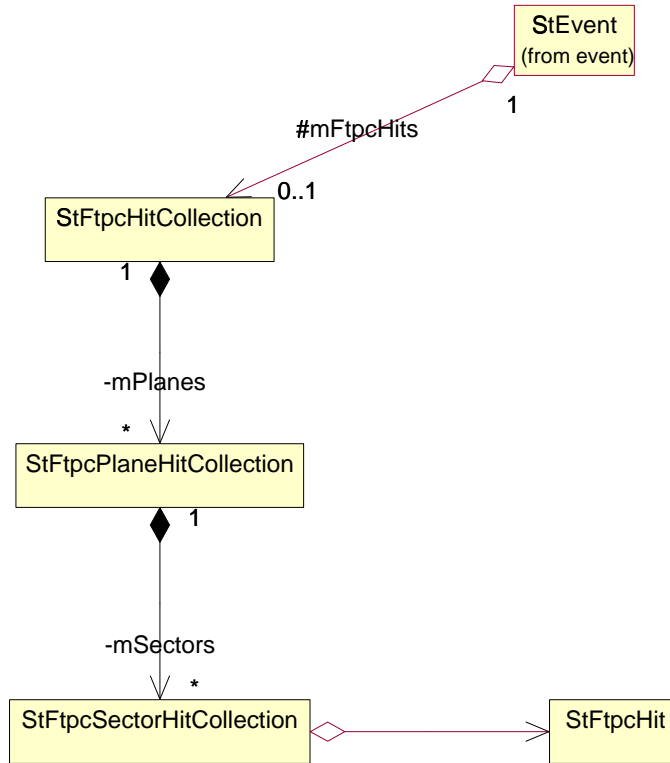 StEvent
(from event)
1
#mFtpcHits
0..1
StFtpcHitCollection
1
-mPlanes
*
StFtpcPlaneHitCollection
1
-mSectors
*
StFtpcSectorHitCollection
StFtpcHit